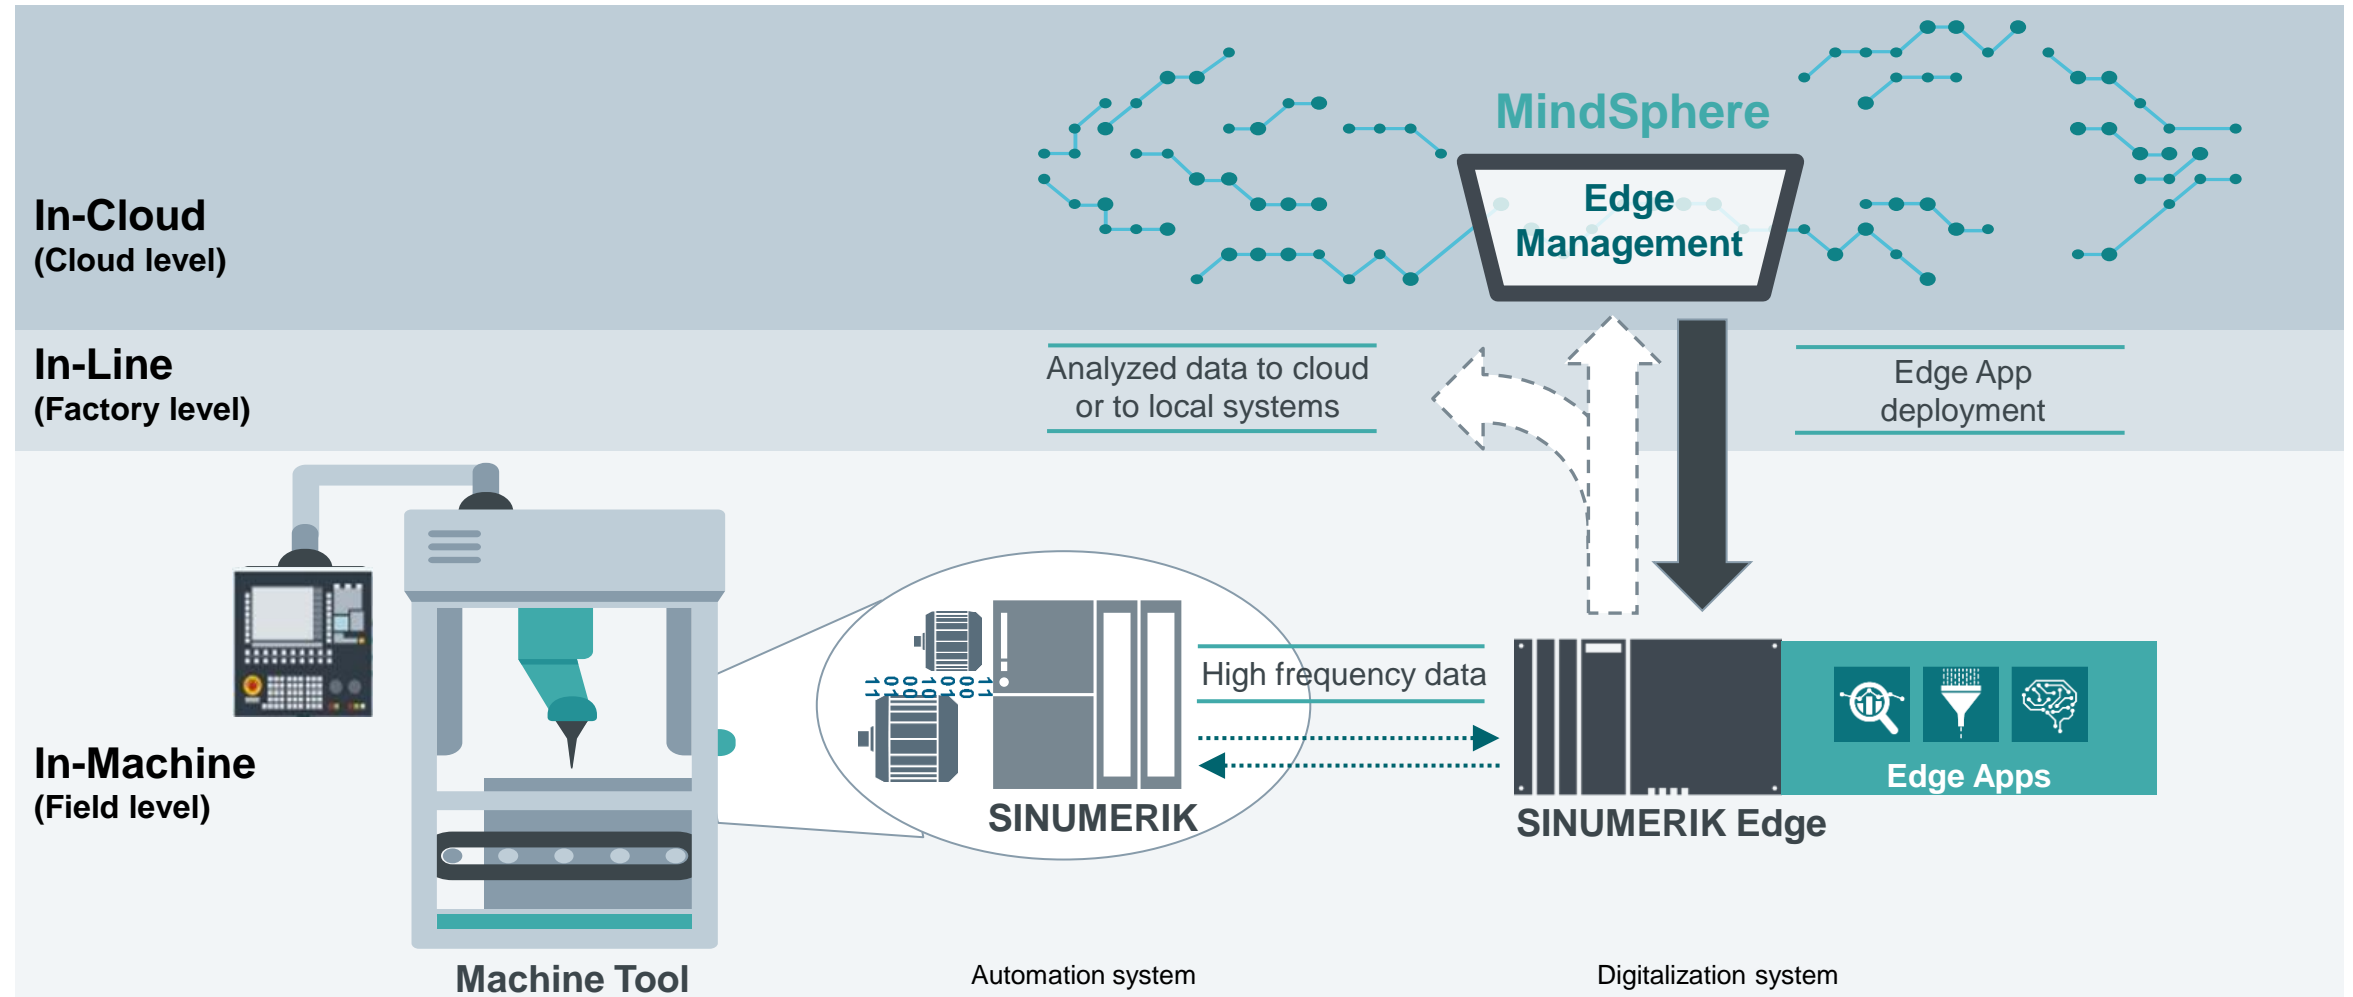 MindSphere
Edge
Management
In-Cloud
(Cloud level)
In-Line
(Factory level)
Analyzed data to cloud
or to local systems
Edge App
deployment
High frequency data
In-Machine
(Field level)
Edge Apps
SINUMERIK
SINUMERIK Edge
Machine Tool
Automation system
Digitalization system